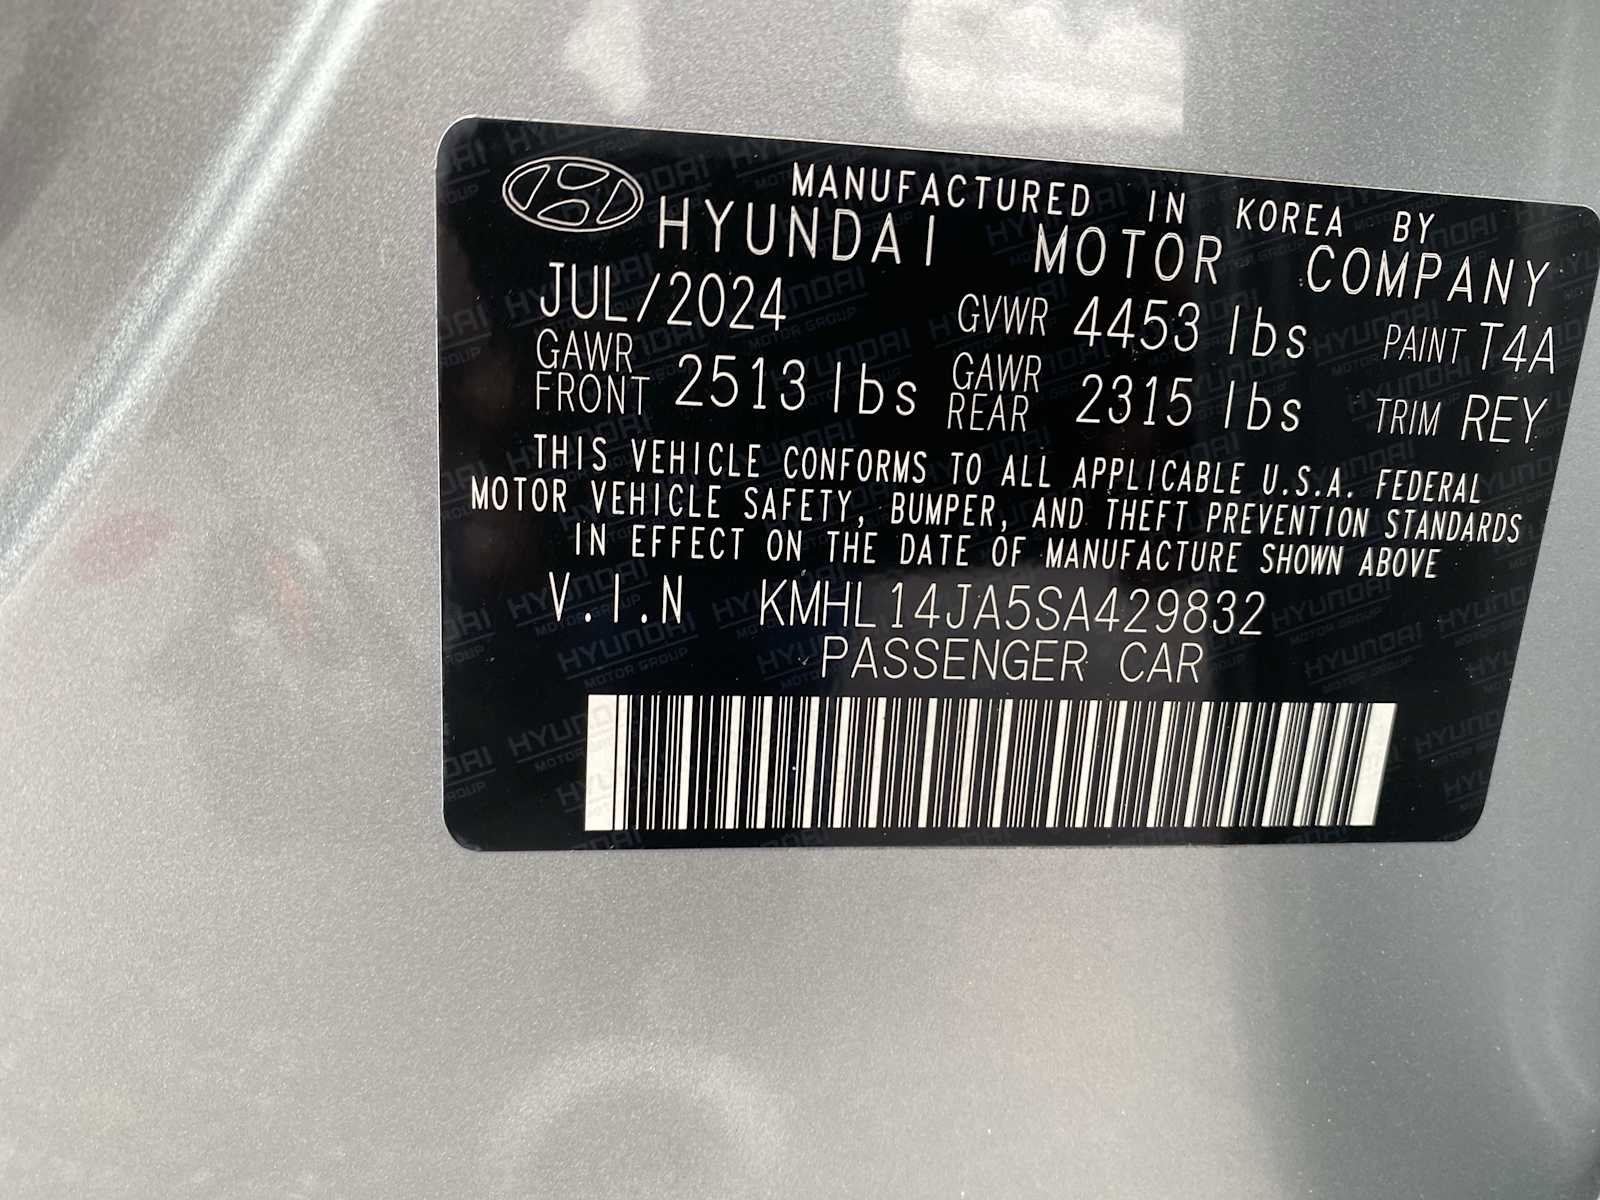 MANUFACTURED IN KOREA BY
HYUNDAI MOTOR COMPANY
JUL/2024 GVWR 4453 lbs PAINT T4A
GAWR FRONT 2513 lbs GAWR REAR 2315 lbs TRIM REY
THIS VEHICLE CONFORMS TO ALL APPLICABLE U.S.A. FEDERAL
MOTOR VEHICLE SAFETY, BUMPER, AND THEFT PREVENTION STANDARDS
IN EFFECT ON THE DATE OF MANUFACTURE SHOWN ABOVE
V.I.N KMHL14JA5SA429832
PASSENGER CAR